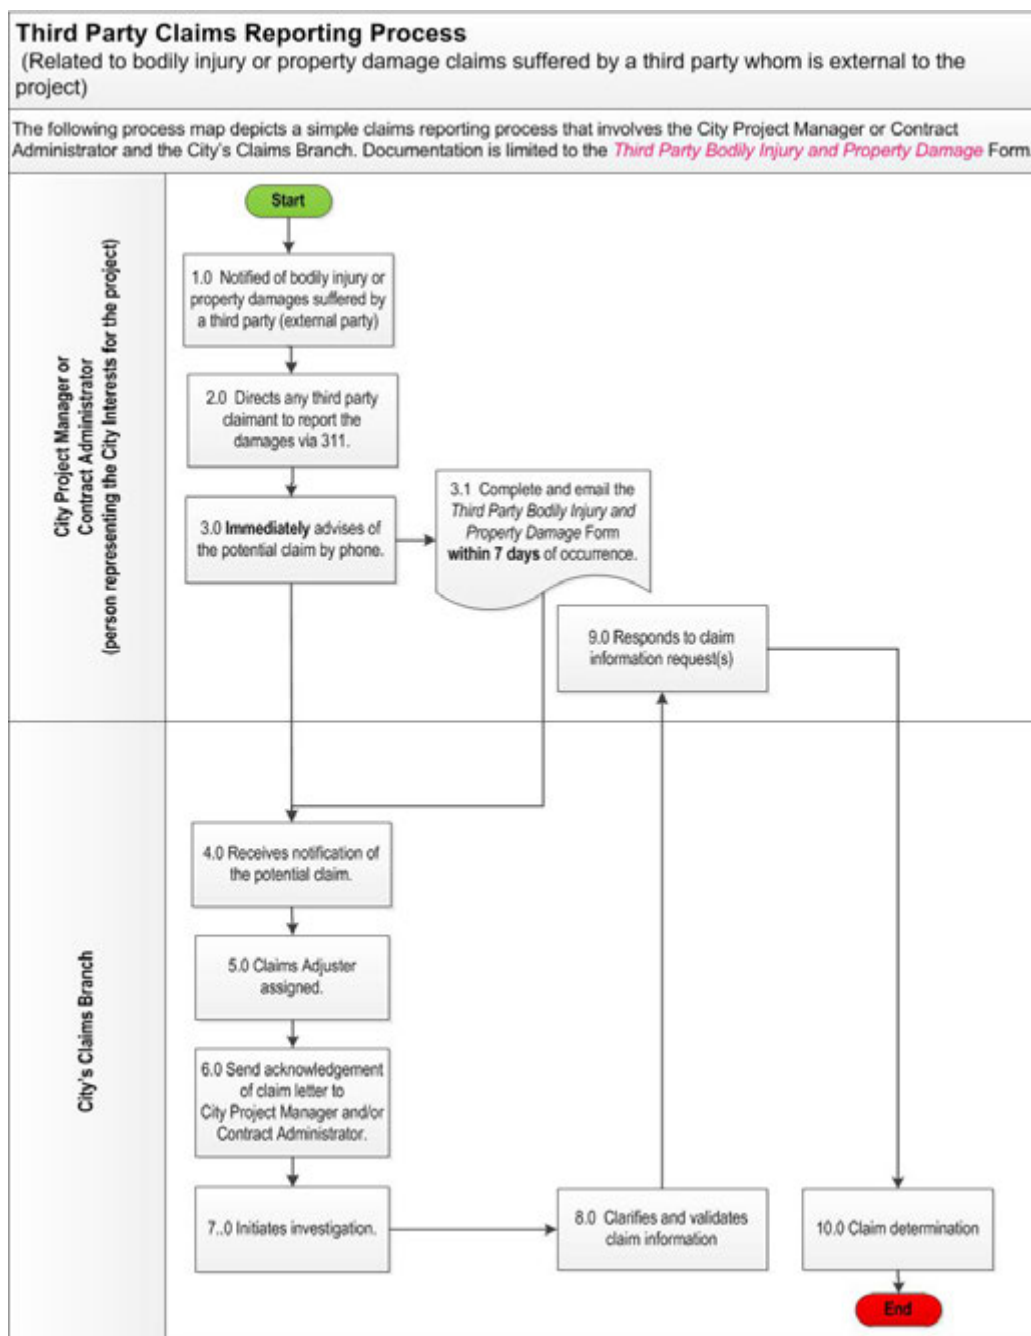 Third Party Claims Reporting Process
(Related to bodily injury or property damage claims suffered by a third party whom is external to the
project)
The following process map depicts a simple claims reporting process that involves the City Project Manager or Contract
Administrator and the City's Claims Branch. Documentation is limited to the Third Party Bodily Injury and Property Damage Form.
City Project Manager or
Contract Administrator
(person representing the City Interests for the project)
Start
1.0 Notified of bodily injury or
property damages suffered by
a third party (external party)
2.0 Directs any third party
claimant to report the
damages via 311.
3.0 Immediately advises of
the potential claim by phone.
3.1 Complete and email the
Third Party Bodily Injury and
Property Damage Form
within 7 days of occurrence.
9.0 Responds to claim
information request(s)
City's Claims Branch
4.0 Receives notification of
the potential claim.
5.0 Claims Adjuster
assigned.
6.0 Send acknowledgement
of claim letter to
City Project Manager and/or
Contract Administrator.
7..0 Initiates investigation.
8.0 Clarifies and validates
claim information
10.0 Claim determination
End